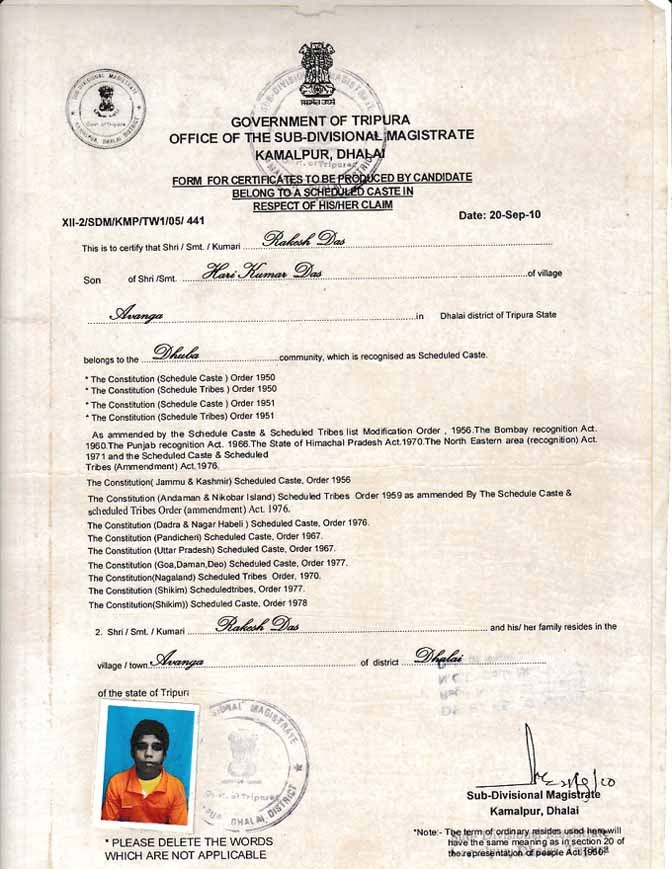 SUB-DIVISIONAL MAGISTRATE
Govt. of Tripura
KAMALPUR, DHALAI DISTRICT
सत्यमेव जयते
GOVERNMENT OF TRIPURA
OFFICE OF THE SUB-DIVISIONAL MAGISTRATE
KAMALPUR, DHALAI
FORM FOR CERTIFICATES TO BE PRODUCED BY CANDIDATE
BELONG TO A SCHEDULED CASTE IN
RESPECT OF HIS/HER CLAIM
XII-2/SDM/KMP/TW1/05/ 441 Date: 20-Sep-10
This is to certify that Shri / Smt. / Kumari Rakesh Das
Son of Shri /Smt. Hari Kumar Das of village
Avanga in Dhalai district of Tripura State
belongs to the Dhuba community, which is recognised as Scheduled Caste.
* The Constitution (Schedule Caste ) Order 1950
* The Constitution (Schedule Tribes ) Order 1950
* The Constitution (Schedule Caste ) Order 1951
* The Constitution (Schedule Tribes) Order 1951
As ammended by the Schedule Caste & Scheduled Tribes list Modification Order , 1956.The Bombay recognition Act.
1960.The Punjab recognition Act. 1966.The State of Himachal Pradesh Act.1970.The North Eastern area (recognition) Act.
1971 and the Scheduled Caste & Scheduled
Tribes (Ammendment) Act.1976.
The Constitution( Jammu & Kashmir) Scheduled Caste, Order 1956
The Constitution (Andaman & Nikobar Island) Scheduled Tribes Order 1959 as ammended By The Schedule Caste &
scheduled Tribes Order (ammendment) Act. 1976.
The Constitution (Dadra & Nagar Habeli ) Scheduled Caste, Order 1976.
The Constitution (Pandicheri) Scheduled Caste, Order 1967.
The Constitution (Uttar Pradesh) Scheduled Caste, Order 1967.
The Constitution (Goa,Daman,Deo) Scheduled Caste, Order 1977.
The Constitution(Nagaland) Scheduled Tribes Order, 1970.
The Constitution (Shikim) Scheduledtribes, Order 1977.
The Constitution(Shikim)) Scheduled Caste, Order 1978
2. Shri / Smt. / Kumari Rakesh Das and his/ her family resides in the
village / town. Avanga of district Dhalai
of the state of Tripura
Sub-Divisional Magistrate
Kamalpur, Dhalai
*Note:- The term of ordinary resides used here will
have the same meaning as in section 20 of
the representation of people Act 1950
* PLEASE DELETE THE WORDS
WHICH ARE NOT APPLICABLE